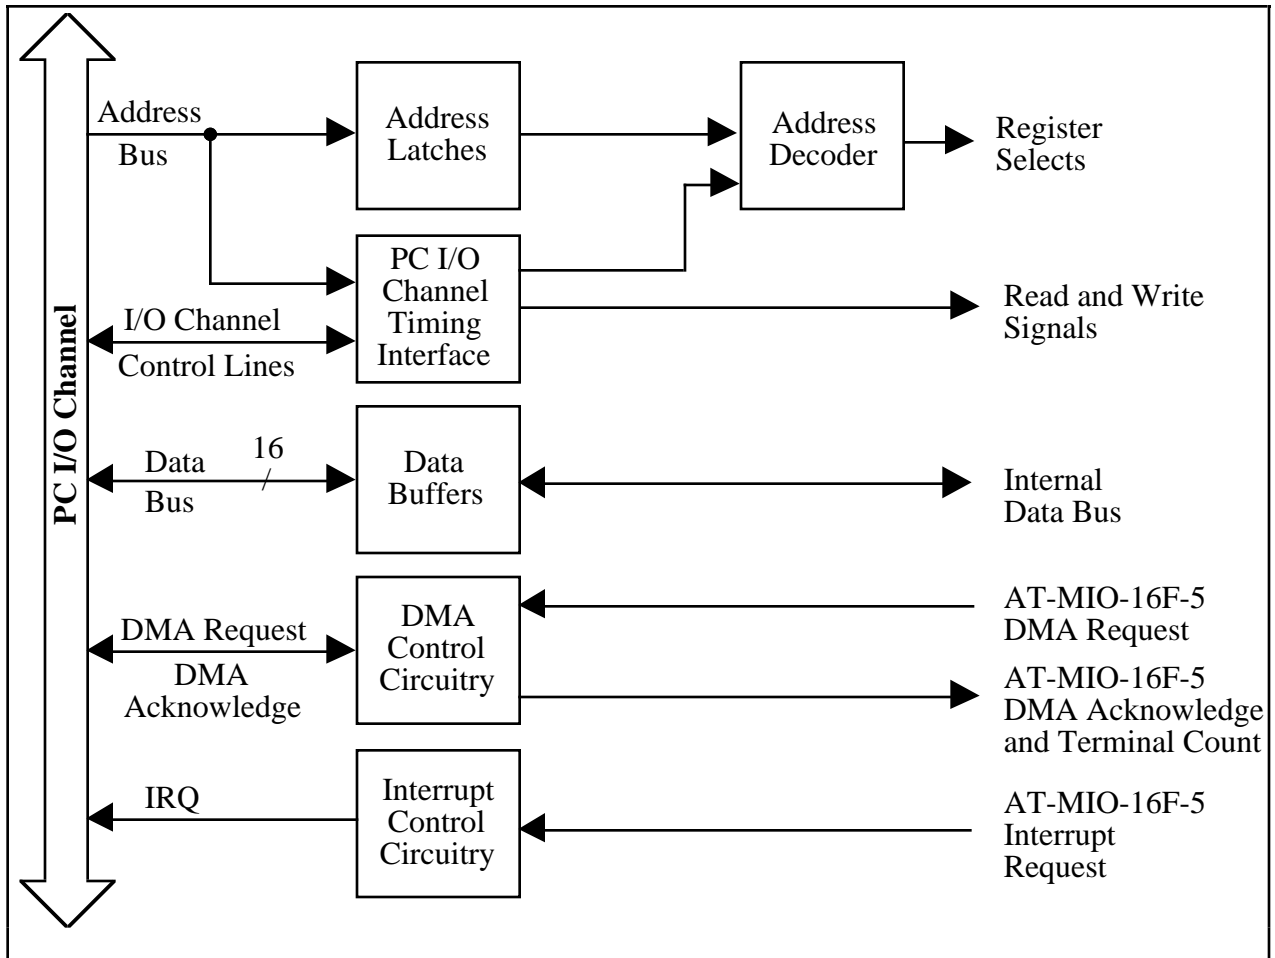 PC I/O Channel
Address
Bus
Address
Latches
Address
Decoder
Register
Selects
PC I/O
Channel
Timing
Interface
I/O Channel
Control Lines
Read and Write
Signals
Data
Bus
16
Data
Buffers
Internal
Data Bus
DMA Request
DMA
Acknowledge
DMA
Control
Circuitry
AT-MIO-16F-5
DMA Request
AT-MIO-16F-5
DMA Acknowledge
and Terminal Count
IRQ
Interrupt
Control
Circuitry
AT-MIO-16F-5
Interrupt
Request